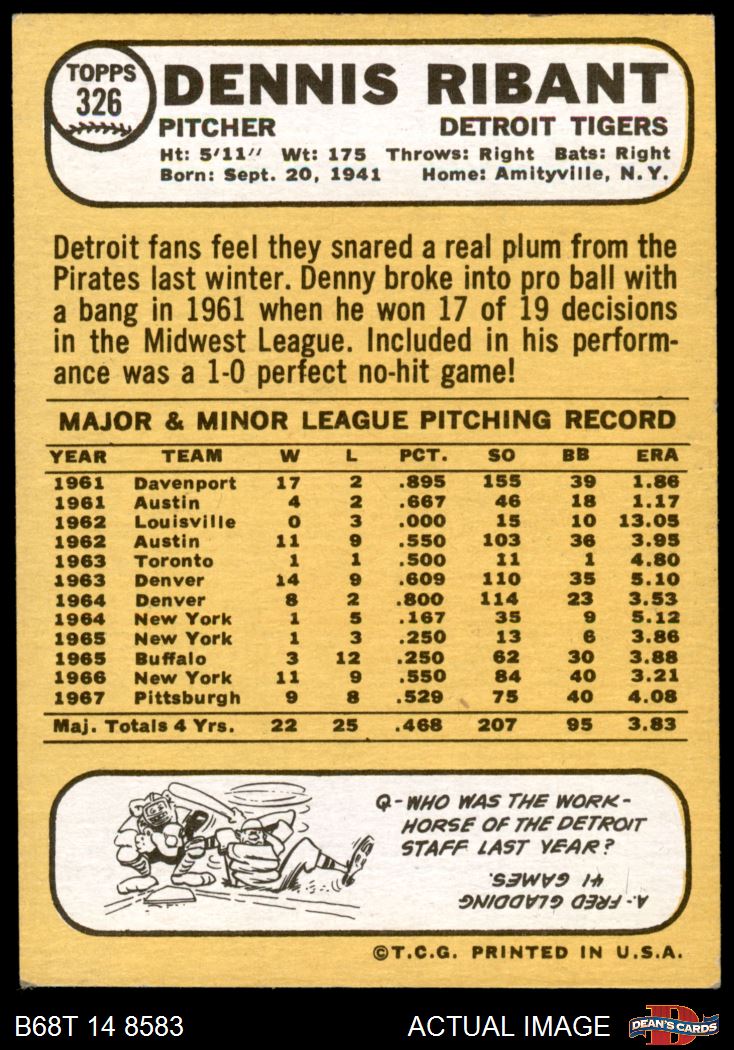 TOPPS
326
DENNIS RIBANT
PITCHER DETROIT TIGERS
Ht: 5'11" Wt: 175 Throws: Right Bats: Right
Born: Sept. 20, 1941 Home: Amityville, N.Y.
Detroit fans feel they snared a real plum from the
Pirates last winter. Denny broke into pro ball with
a bang in 1961 when he won 17 of 19 decisions
in the Midwest League. Included in his perform-
ance was a 1-0 perfect no-hit game!
MAJOR & MINOR LEAGUE PITCHING RECORD
YEAR TEAM W L PCT. SO BB ERA
1961 Davenport 17 2 .895 155 39 1.86
1961 Austin 4 2 .667 46 18 1.17
1962 Louisville 0 3 .000 15 10 13.05
1962 Austin 11 9 .550 103 36 3.95
1963 Toronto 1 1 .500 11 1 4.80
1963 Denver 14 9 .609 110 35 5.10
1964 Denver 8 2 .800 114 23 3.53
1964 New York 1 5 .167 35 9 5.12
1965 New York 1 3 .250 13 6 3.86
1965 Buffalo 3 12 .250 62 30 3.88
1966 New York 11 9 .550 84 40 3.21
1967 Pittsburgh 9 8 .529 75 40 4.08
Maj. Totals 4 Yrs. 22 25 .468 207 95 3.83
Q-WHO WAS THE WORK-
HORSE OF THE DETROIT
STAFF LAST YEAR?
A.- FRED GLADDING
41 GAMES.
©T.C.G. PRINTED IN U.S.A.
B68T 14 8583 ACTUAL IMAGE
D
DEAN'S CARDS